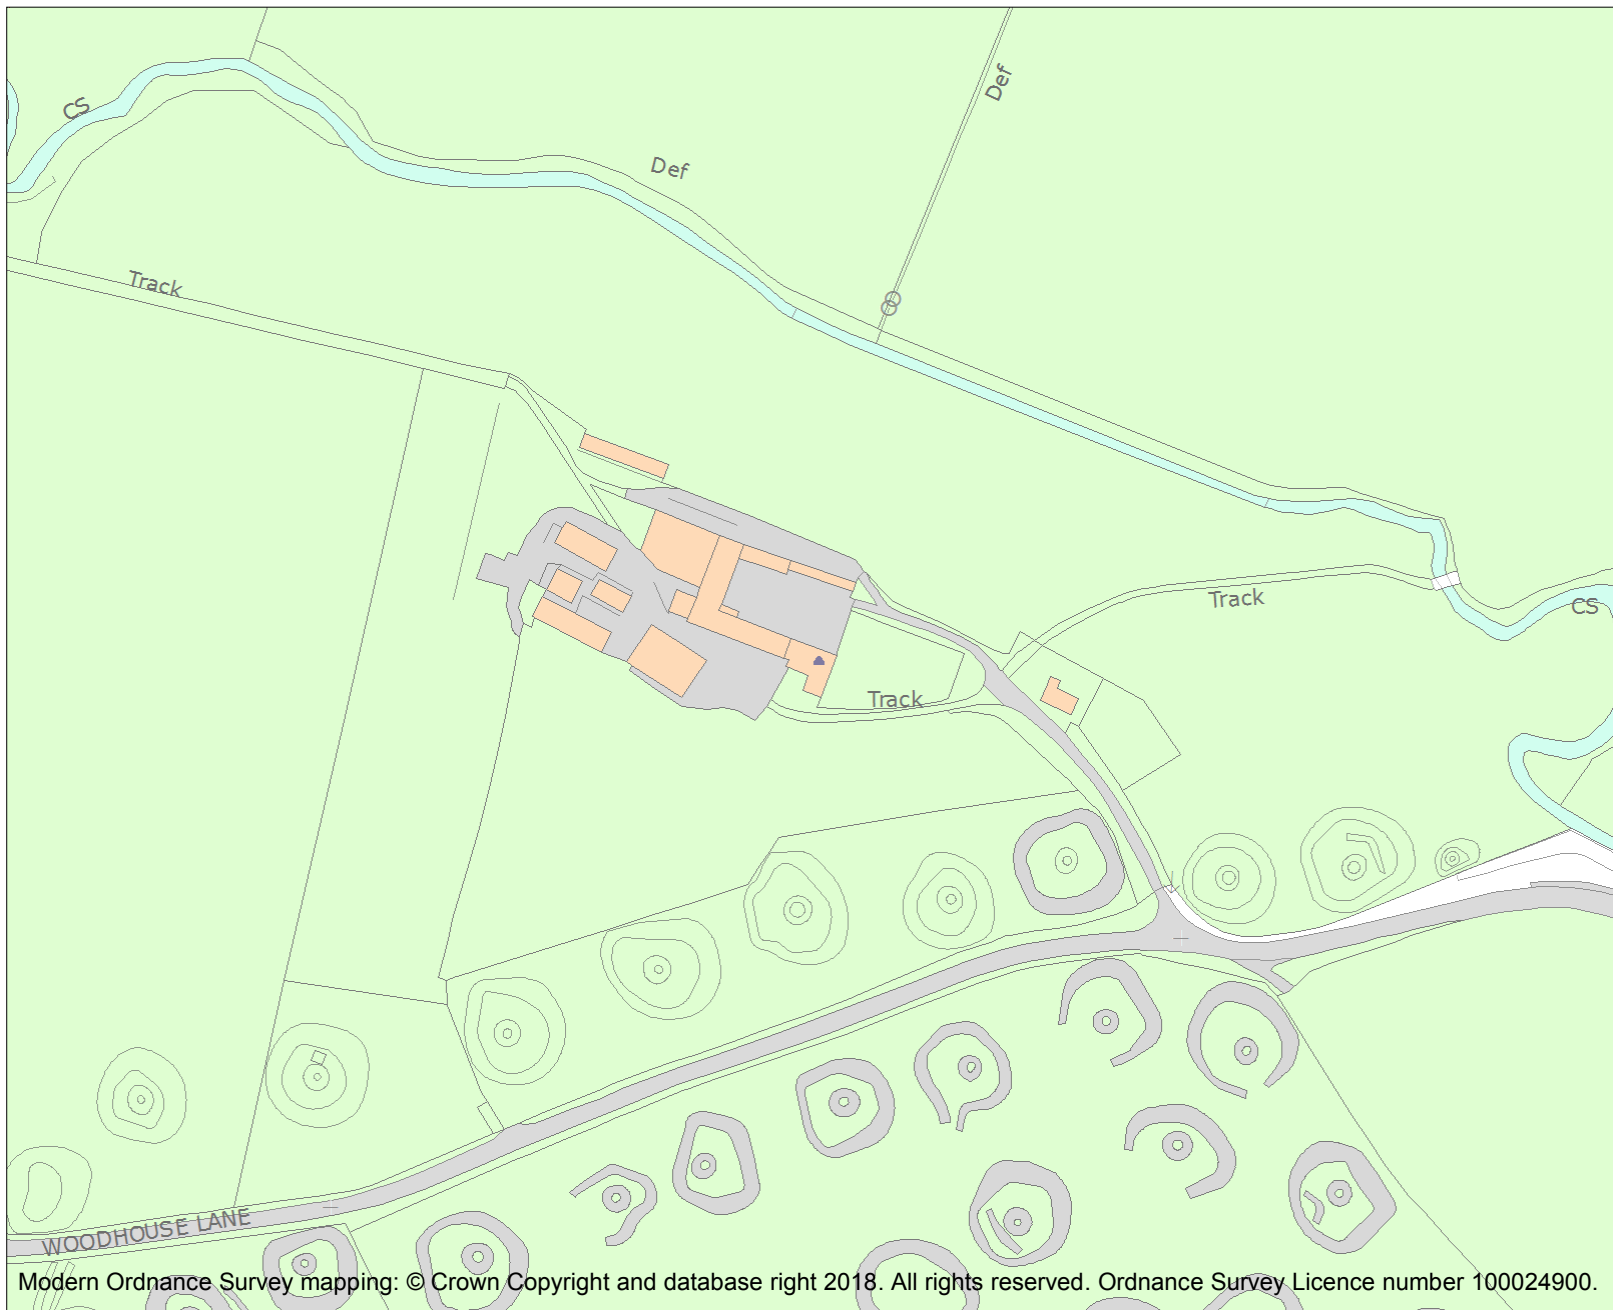 CS
Def
Def
Track
Track
CS
Track
WOODHOUSE LANE
Modern Ordnance Survey mapping: © Crown Copyright and database right 2018. All rights reserved. Ordnance Survey Licence number 100024900.